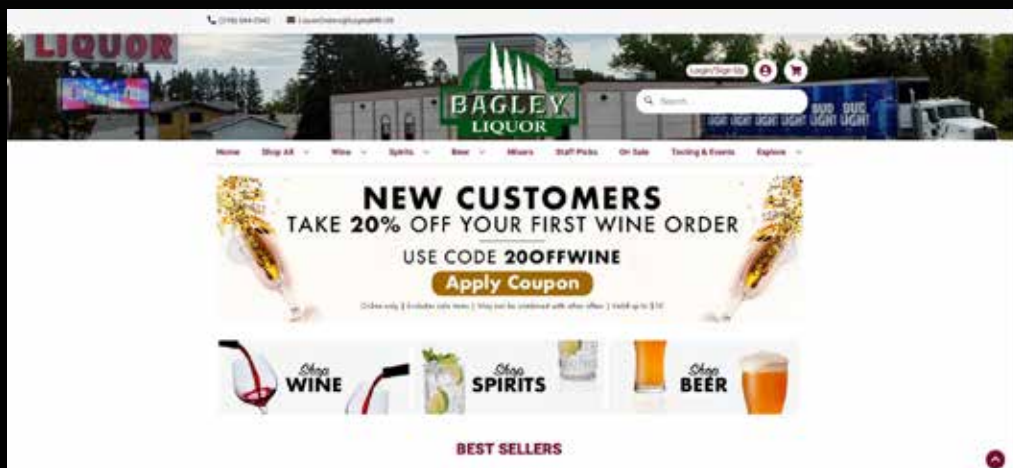 LIQUOR
BAGLEY
LIQUOR
Login/Sign Up
Search
BUD LIGHT BUD LIGHT
Home Shop All Wine Spirits Beer Mixers Staff Picks On Sale Tasting & Events Explore
NEW CUSTOMERS
TAKE 20% OFF YOUR FIRST WINE ORDER
USE CODE 20OFFWINE
Apply Coupon
Shop WINE
Shop SPIRITS
Shop BEER
BEST SELLERS